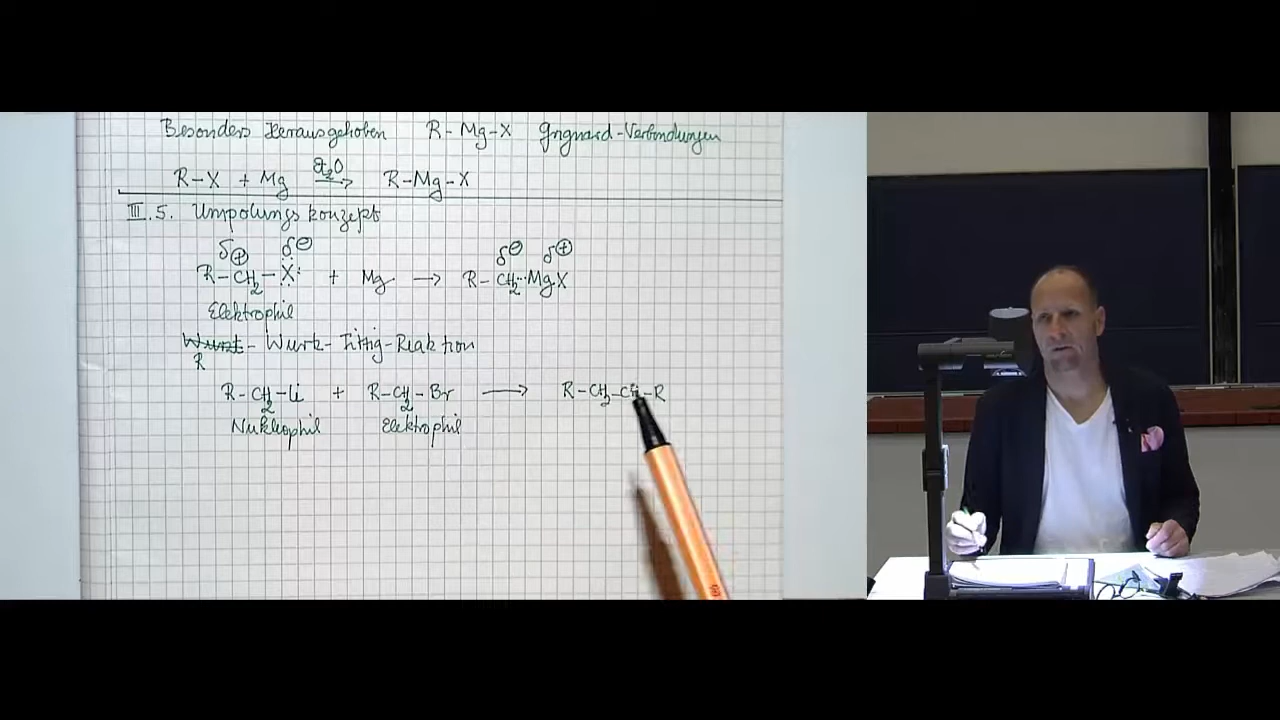 Besonders Herausgehoben R-Mg-X Grignard-Verbindungen
R-X + Mg Et₂O → R-Mg-X
III.5. Umpolungskonzept
δ⊕ δ⊖ δ⊖ δ⊕
R-CH₂-X: + Mg → R-CH₂···MgX
Elektrophil
Wurtz - Wurtz-Fittig-Reaktion
R
R-CH₂-Li + R-CH₂-Br → R-CH₂-CH₂-R
Nukleophil Elektrophil